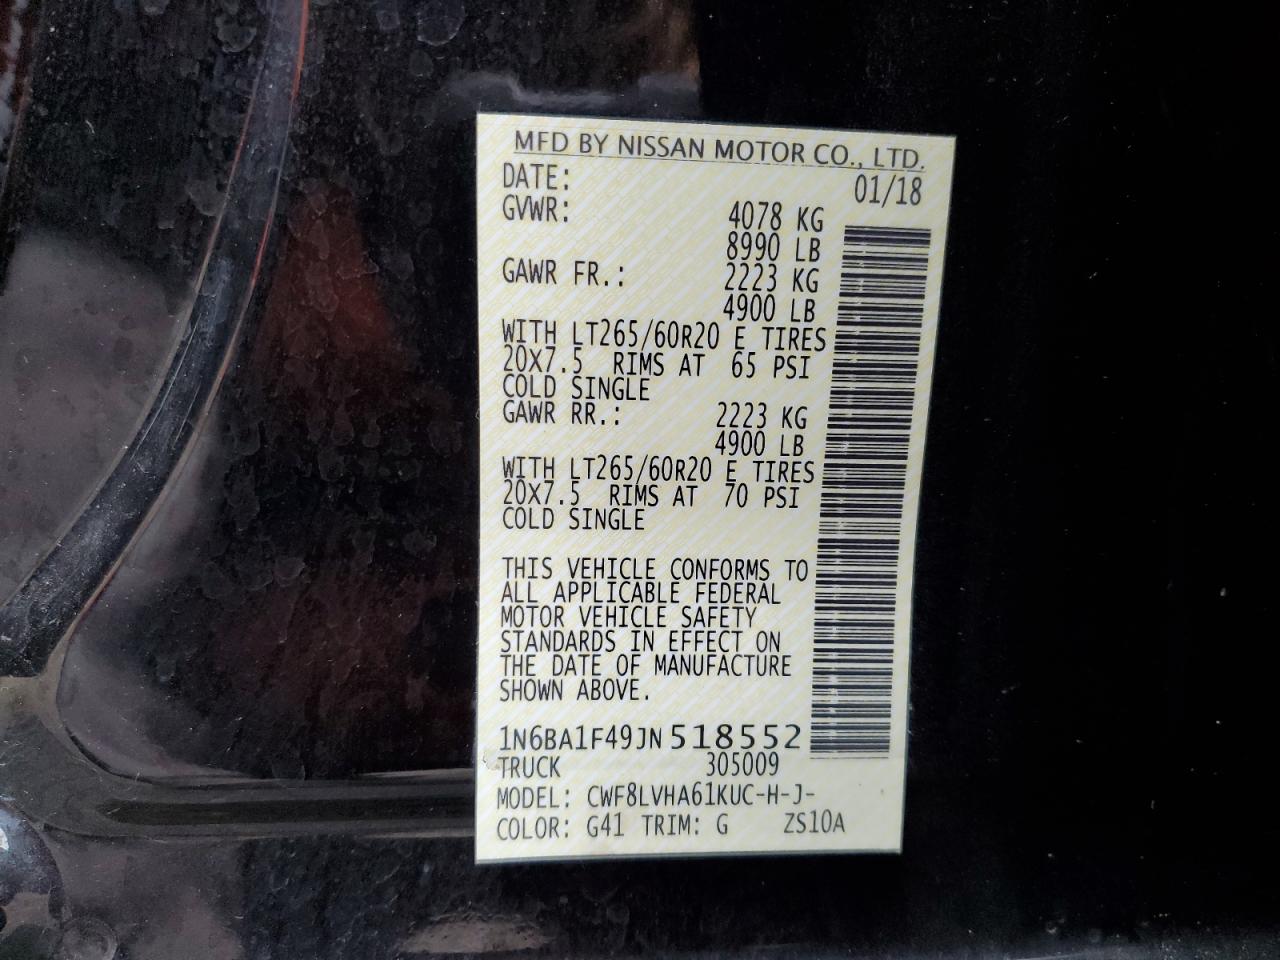 MFD BY NISSAN MOTOR CO., LTD.
DATE: 01/18
GVWR: 4078 KG
8990 LB
GAWR FR.: 2223 KG
4900 LB
WITH LT265/60R20 E TIRES
20X7.5 RIMS AT 65 PSI
COLD SINGLE
GAWR RR.: 2223 KG
4900 LB
WITH LT265/60R20 E TIRES
20X7.5 RIMS AT 70 PSI
COLD SINGLE
THIS VEHICLE CONFORMS TO
ALL APPLICABLE FEDERAL
MOTOR VEHICLE SAFETY
STANDARDS IN EFFECT ON
THE DATE OF MANUFACTURE
SHOWN ABOVE.
1N6BA1F49JN518552
TRUCK 305009
MODEL: CWF8LVHA61KUC-H-J-
COLOR: G41 TRIM: G ZS10A